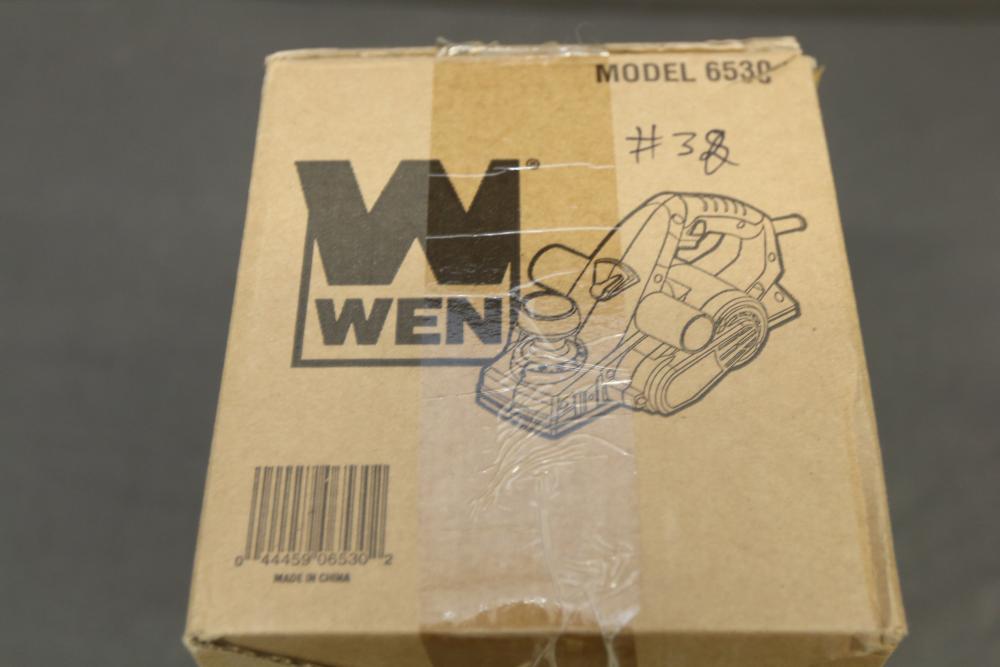 MODEL 6530
#38
WEN®
0 44459 06530 2
MADE IN CHINA